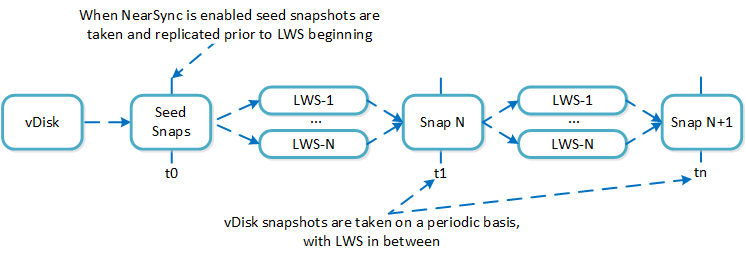 When NearSync is enabled seed snapshots are
taken and replicated prior to LWS beginning
vDisk
Seed
Snaps
LWS-1
...
LWS-N
Snap N
LWS-1
...
LWS-N
Snap N+1
t0
t1
tn
vDisk snapshots are taken on a periodic basis,
with LWS in between